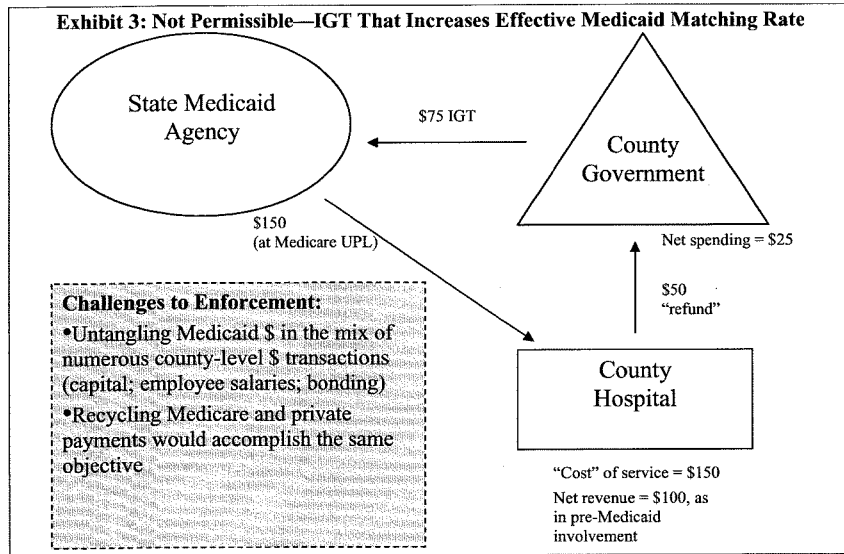 Exhibit 3: Not Permissible—IGT That Increases Effective Medicaid Matching Rate
State Medicaid
Agency
$75 IGT
County
Government
$150
(at Medicare UPL)
Net spending = $25
$50
"refund"
Challenges to Enforcement:
•Untangling Medicaid $ in the mix of
numerous county-level $ transactions
(capital; employee salaries; bonding)
•Recycling Medicare and private
payments would accomplish the same
objective
County
Hospital
"Cost" of service = $150
Net revenue = $100, as
in pre-Medicaid
involvement